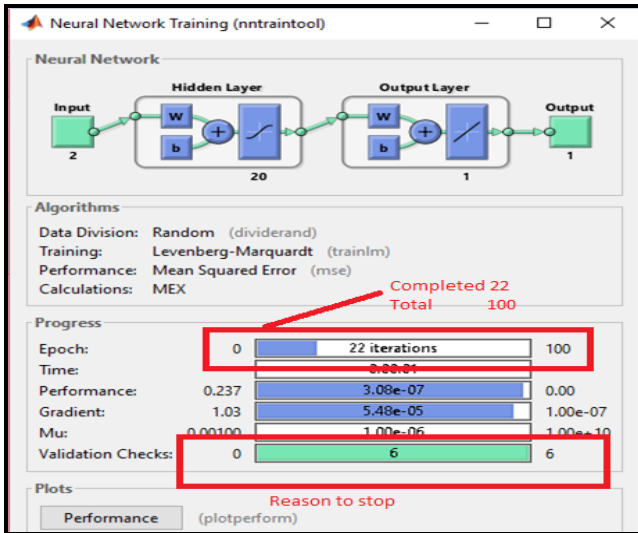 Neural Network Training (nntraintool)
Neural Network
Hidden Layer
Output Layer
Input
W
b
+
W
b
+
Output
2
20
1
1
Algorithms
Data Division: Random (dividerand)
Training: Levenberg-Marquardt (trainlm)
Performance: Mean Squared Error (mse)
Calculations: MEX
Completed 22
Total 100
Progress
Epoch: 0 22 iterations 100
Time:
Performance: 0.237 3.08e-07 0.00
Gradient: 1.03 5.48e-05 1.00e-07
Mu: 0.00100 1.00e-06 1.00e+10
Validation Checks: 0 6 6
Reason to stop
Plots
Performance (plotperform)